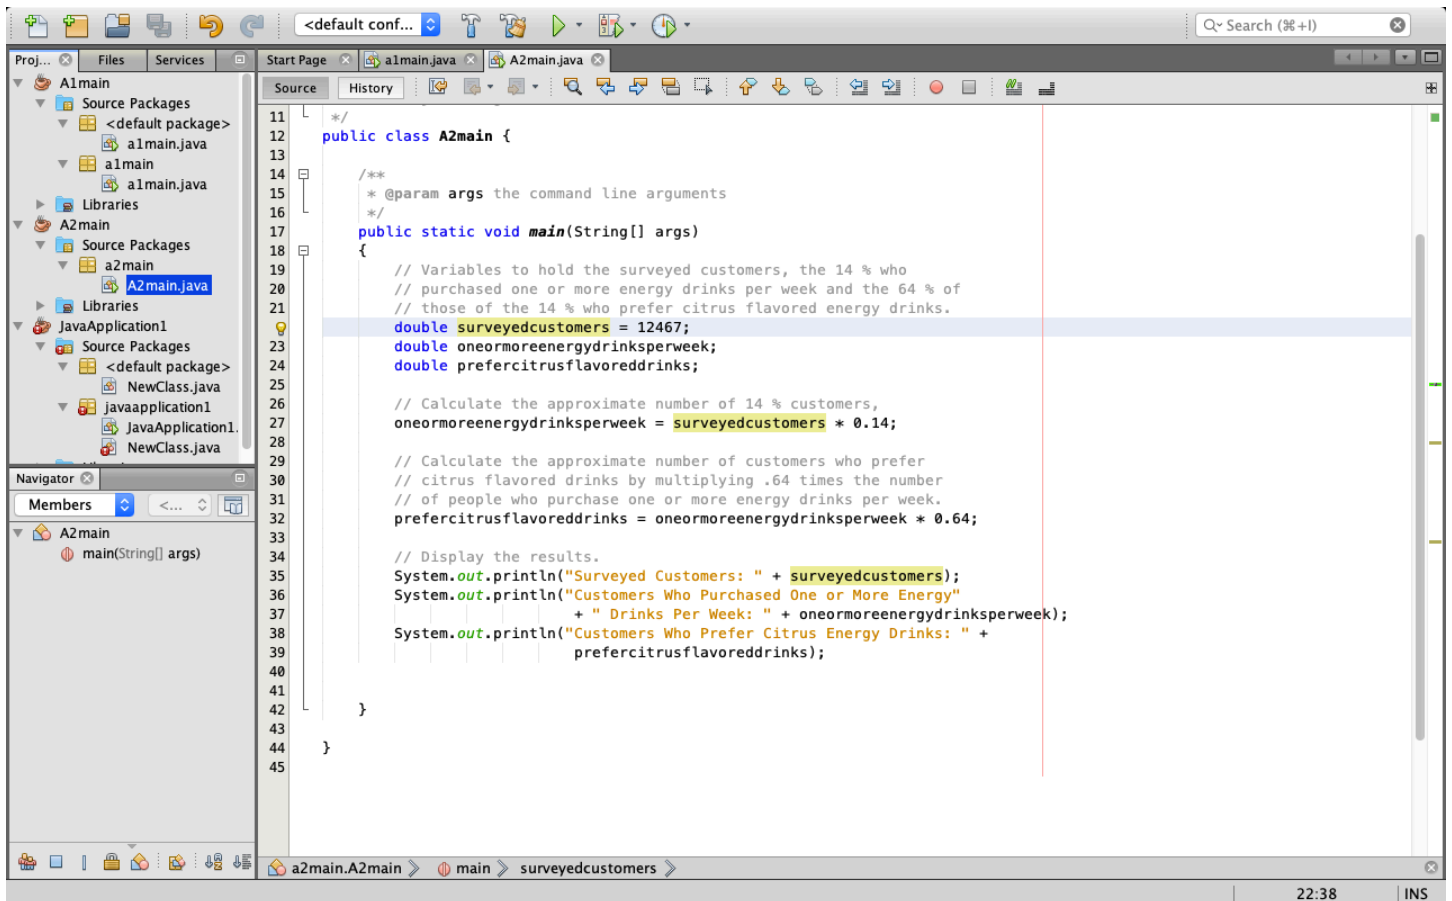 <default conf...
Search (⌘+I)
Proj...
Files
Services
Start Page
a1main.java
A2main.java
Source
History
A1main
Source Packages
<default package>
a1main.java
a1main
a1main.java
Libraries
A2main
Source Packages
a2main
A2main.java
Libraries
JavaApplication1
Source Packages
<default package>
NewClass.java
javaapplication1
JavaApplication1.
NewClass.java
Navigator
Members
<...
A2main
main(String[] args)
11 */
12 public class A2main {
13
14 /**
15 * @param args the command line arguments
16 */
17 public static void main(String[] args)
18 {
19 // Variables to hold the surveyed customers, the 14 % who
20 // purchased one or more energy drinks per week and the 64 % of
21 // those of the 14 % who prefer citrus flavored energy drinks.
double surveyedcustomers = 12467;
23 double oneormoreenergydrinksperweek;
24 double prefercitrusflavoreddrinks;
25
26 // Calculate the approximate number of 14 % customers,
27 oneormoreenergydrinksperweek = surveyedcustomers * 0.14;
28
29 // Calculate the approximate number of customers who prefer
30 // citrus flavored drinks by multiplying .64 times the number
31 // of people who purchase one or more energy drinks per week.
32 prefercitrusflavoreddrinks = oneormoreenergydrinksperweek * 0.64;
33
34 // Display the results.
35 System.out.println("Surveyed Customers: " + surveyedcustomers);
36 System.out.println("Customers Who Purchased One or More Energy"
37 + " Drinks Per Week: " + oneormoreenergydrinksperweek);
38 System.out.println("Customers Who Prefer Citrus Energy Drinks: " +
39 prefercitrusflavoreddrinks);
40
41
42 }
43
44 }
45
a2main.A2main
main
surveyedcustomers
22:38
INS